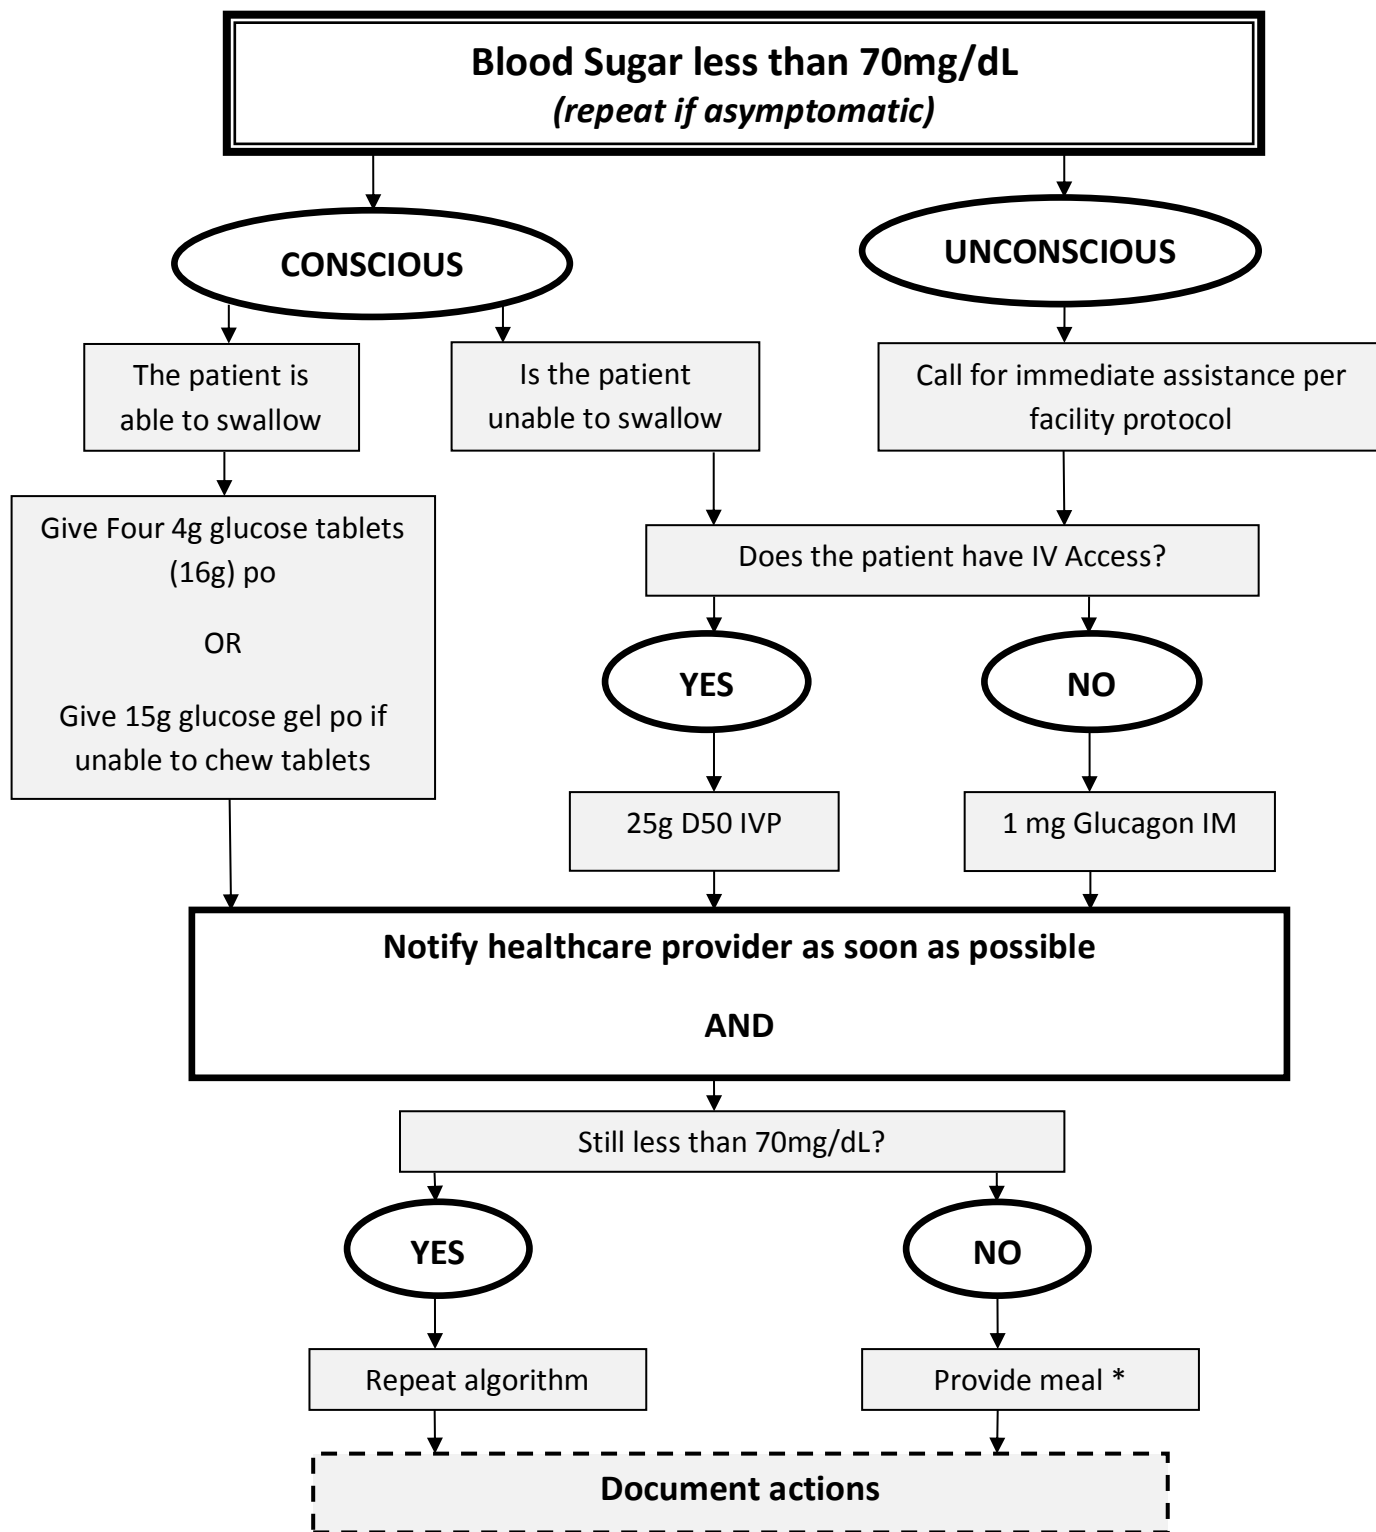 Blood Sugar less than 70mg/dL
(repeat if asymptomatic)
CONSCIOUS
UNCONSCIOUS
The patient is
able to swallow
Is the patient
unable to swallow
Call for immediate assistance per
facility protocol
Give Four 4g glucose tablets
(16g) po
OR
Give 15g glucose gel po if
unable to chew tablets
Does the patient have IV Access?
YES
NO
25g D50 IVP
1 mg Glucagon IM
Notify healthcare provider as soon as possible
AND
Still less than 70mg/dL?
YES
NO
Repeat algorithm
Provide meal *
Document actions